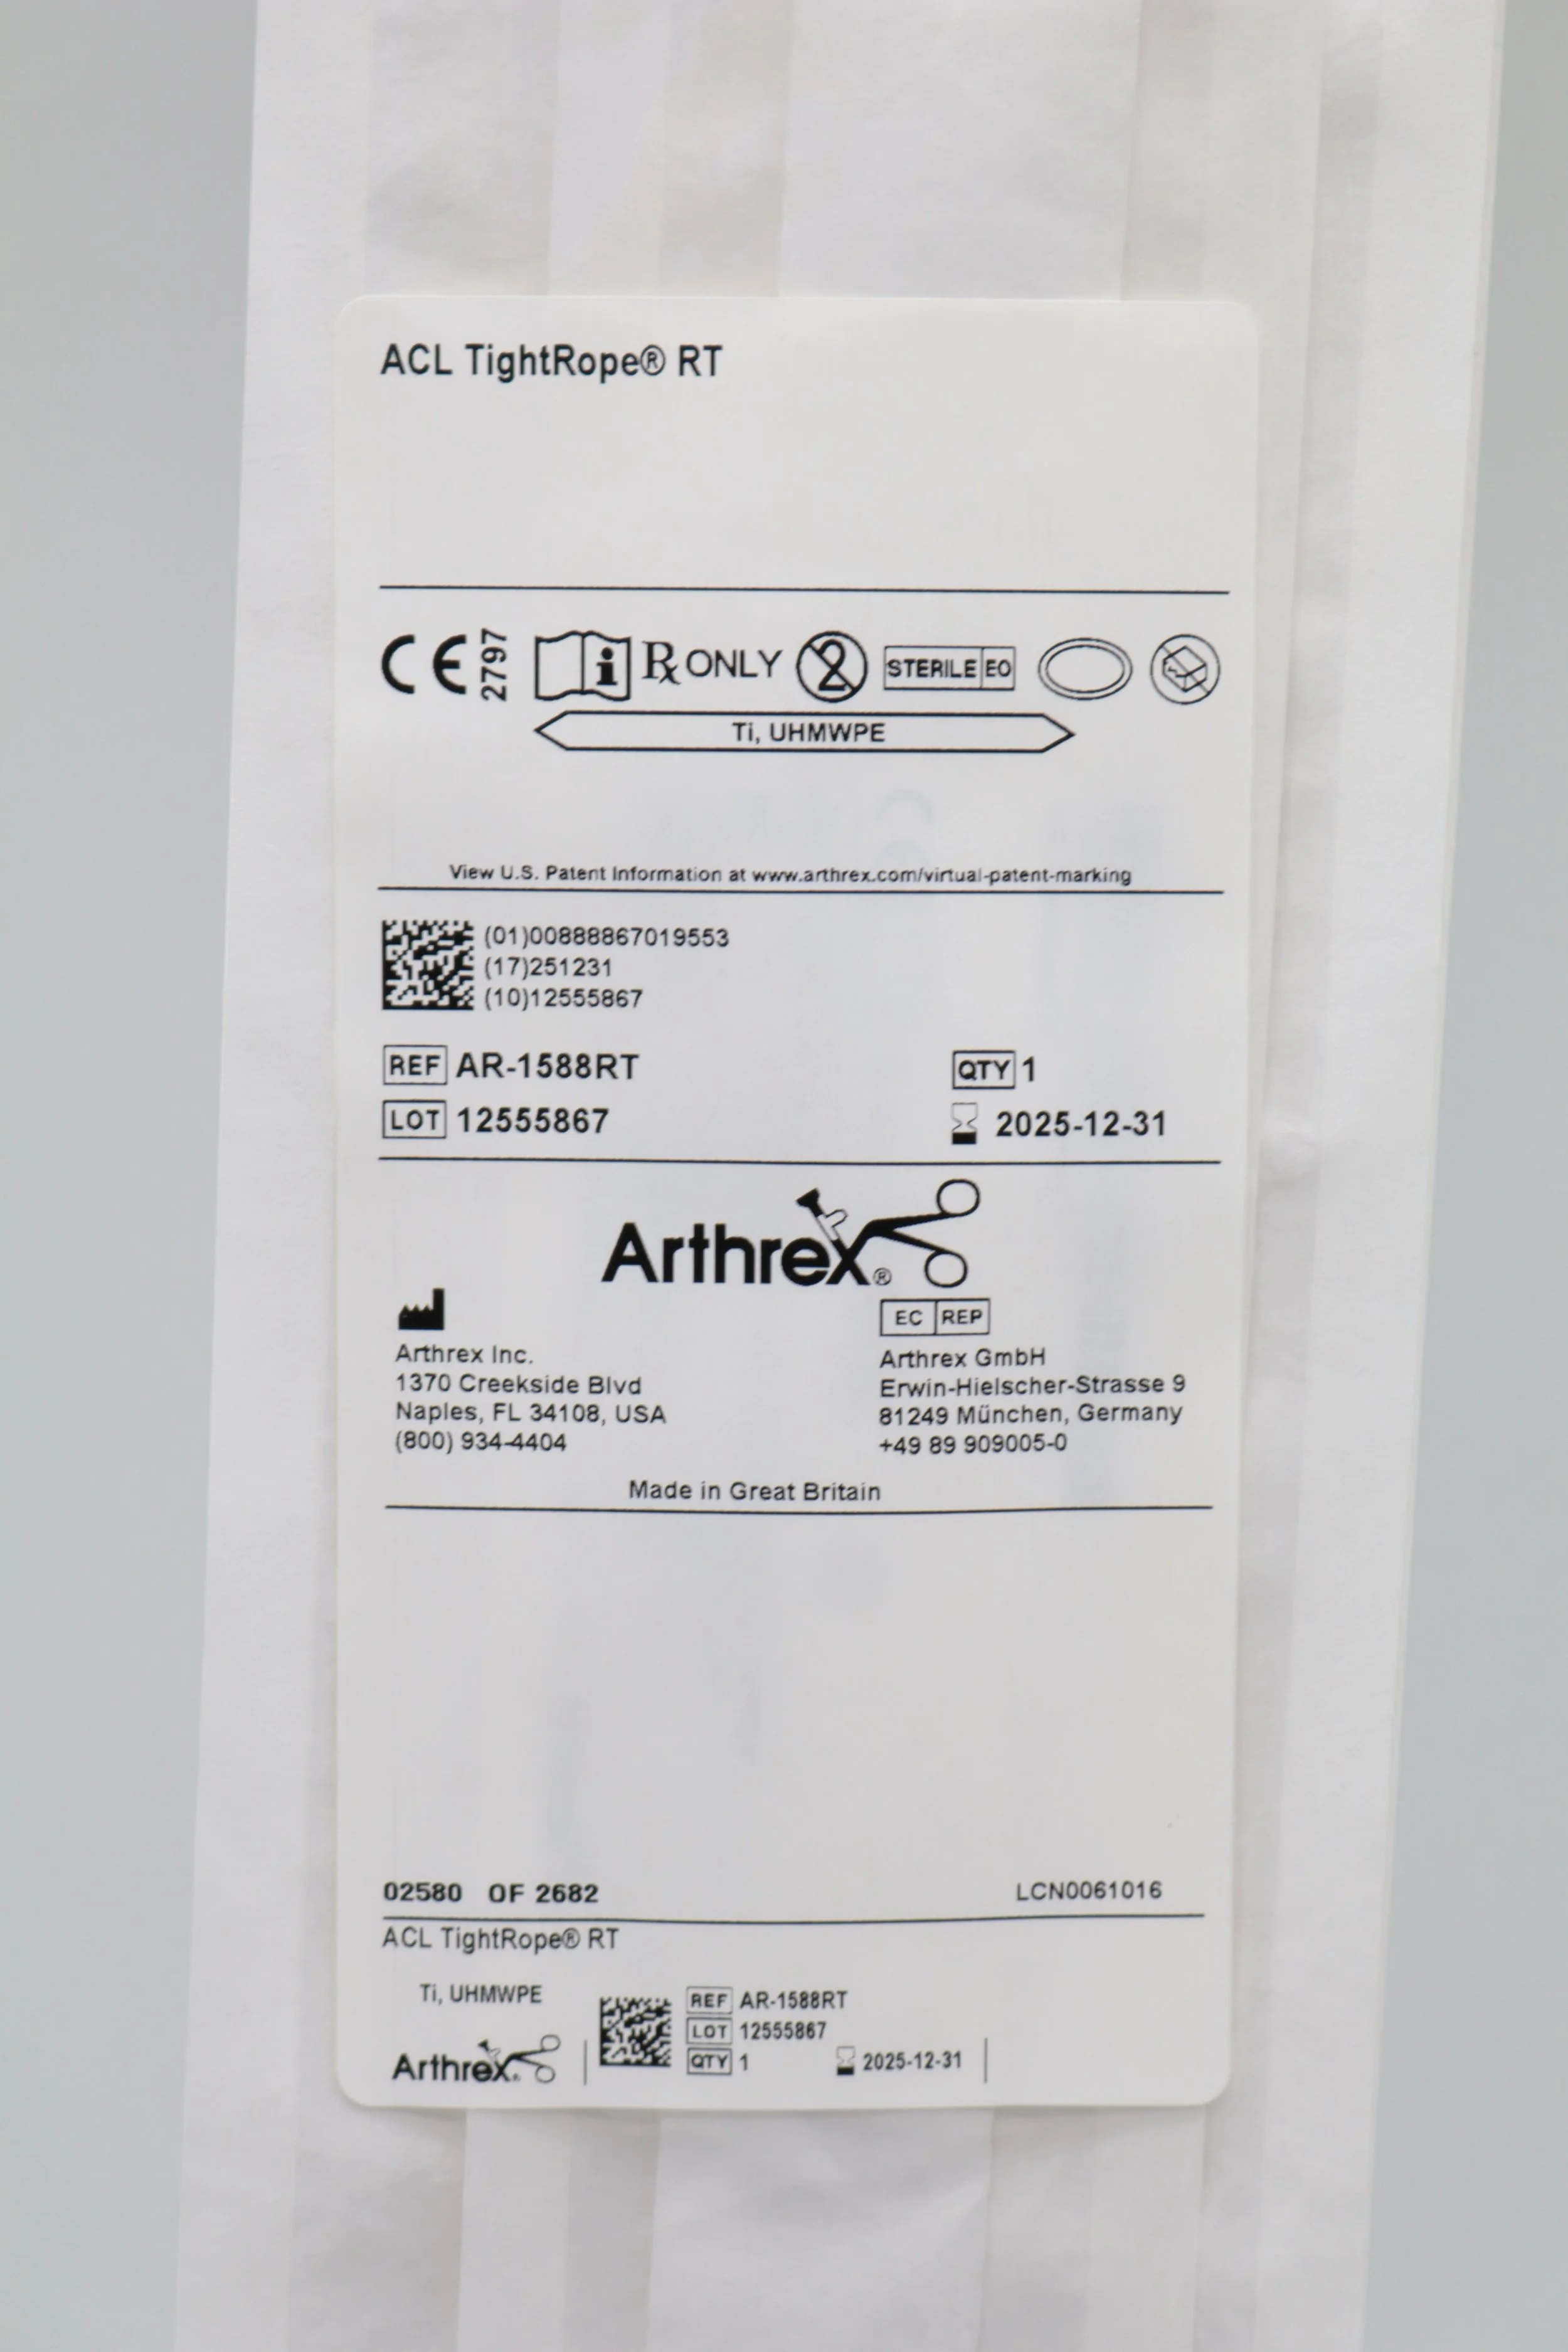 ACL TightRope® RT
CE 2797 i Rx ONLY 2 STERILE EO
Ti, UHMWPE
View U.S. Patent Information at www.arthrex.com/virtual-patent-marking
(01)00888867019553
(17)251231
(10)12555867
REF AR-1588RT QTY 1
LOT 12555867 2025-12-31
Arthrex®
EC REP
Arthrex Inc. Arthrex GmbH
1370 Creekside Blvd Erwin-Hielscher-Strasse 9
Naples, FL 34108, USA 81249 München, Germany
(800) 934-4404 +49 89 909005-0
Made in Great Britain
02580 OF 2682 LCN0061016
ACL TightRope® RT
Ti, UHMWPE REF AR-1588RT
LOT 12555867
Arthrex® QTY 1 2025-12-31